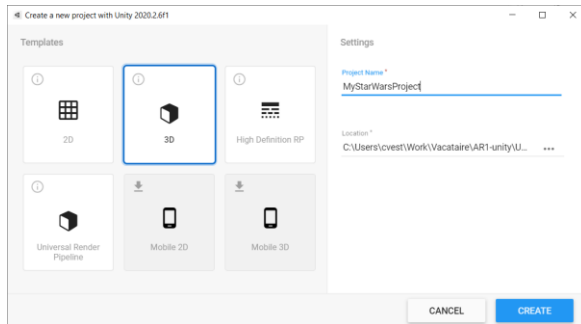 Create a new project with Unity 2020.2.6f1
Templates
Settings
2D
3D
High Definition RP
Universal Render
Pipeline
Mobile 2D
Mobile 3D
Project Name *
MyStarWarsProject
Location *
C:\Users\cvest\Work\Vacataire\AR1-unity\U...
CANCEL
CREATE